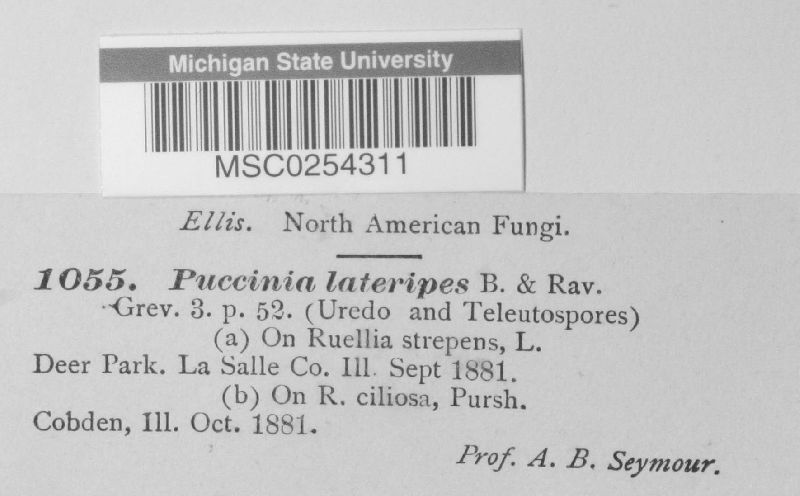 Michigan State University
MSC0254311
Ellis. North American Fungi.
1055. Puccinia lateripes B. & Rav.
Grev. 3. p. 52. (Uredo and Teleutospores)
(a) On Ruellia strepens, L.
Deer Park. La Salle Co. Ill. Sept 1881.
(b) On R. ciliosa, Pursh.
Cobden, Ill. Oct. 1881.
Prof. A. B. Seymour.